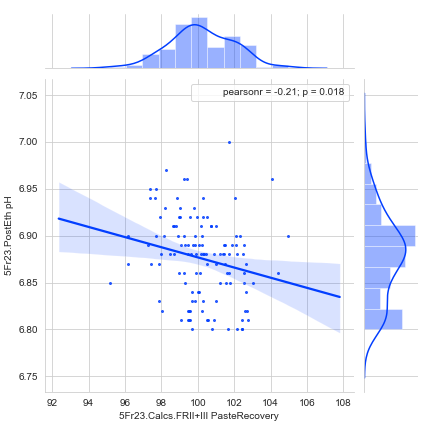 pearsonr = -0.21; p = 0.018
7.05
7.00
6.95
6.90
6.85
6.80
6.75
5Fr23.PostEth pH
92 94 96 98 100 102 104 106 108
5Fr23.Calcs.FRII+III PasteRecovery